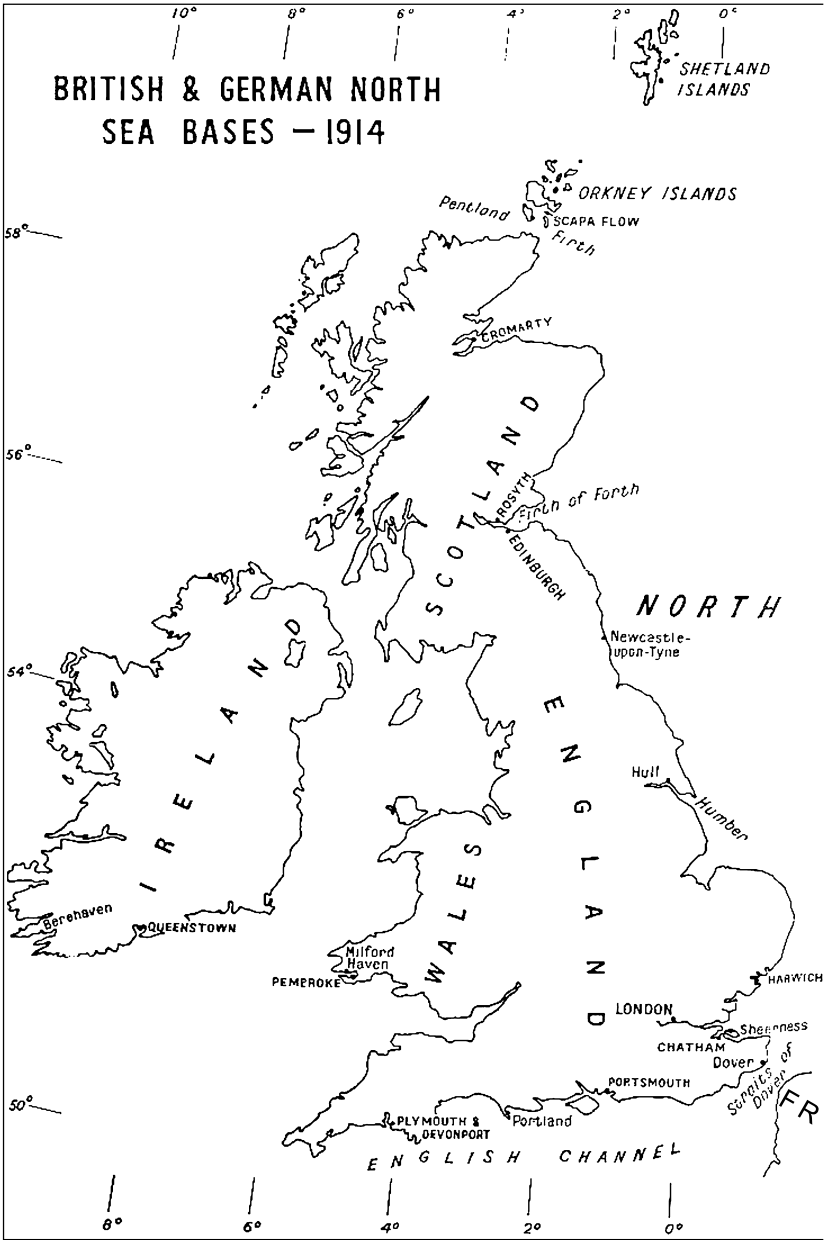 10° 8° 6° 4° 2° 0°
BRITISH & GERMAN NORTH
SEA BASES — 1914
SHETLAND
ISLANDS
ORKNEY ISLANDS
Pentland
Firth
SCAPA FLOW
58°
CROMARTY
56°
SCOTLAND
ROSYTH
Firth of Forth
EDINBURGH
NORTH
Newcastle-
upon-Tyne
54°
IRELAND
ENGLAND
Hull
Humber
WALES
Berehaven
QUEENSTOWN
Milford
Haven
PEMBROKE
HARWICH
LONDON
Sheerness
CHATHAM
Dover
Straits of
Dover
PORTSMOUTH
50°
FR
PLYMOUTH &
DEVONPORT
Portland
ENGLISH CHANNEL
8° 6° 4° 2° 0°